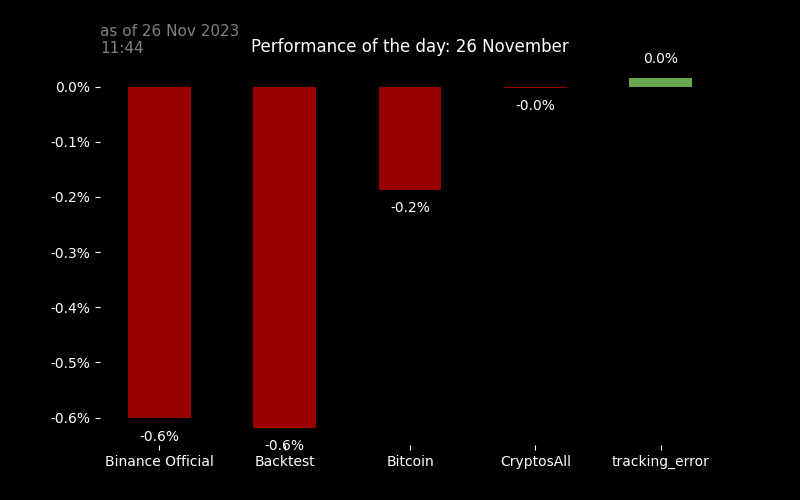 as of 26 Nov 2023
11:44
Performance of the day: 26 November
0.0%
0.0%
-0.0%
-0.1%
-0.2%
-0.2%
-0.3%
-0.4%
-0.5%
-0.6%
-0.6%
-0.6%
Binance Official
Backtest
Bitcoin
CryptosAll
tracking_error